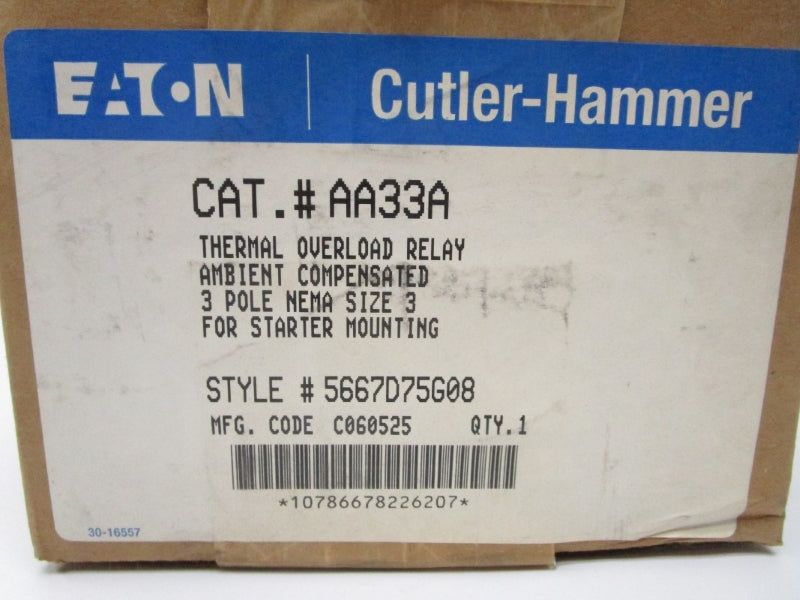 EATON | Cutler-Hammer
CAT.# AA33A
THERMAL OVERLOAD RELAY
AMBIENT COMPENSATED
3 POLE NEMA SIZE 3
FOR STARTER MOUNTING
STYLE # 5667D75G08
MFG. CODE C060525 QTY.1
*10786678226207*
30-16557